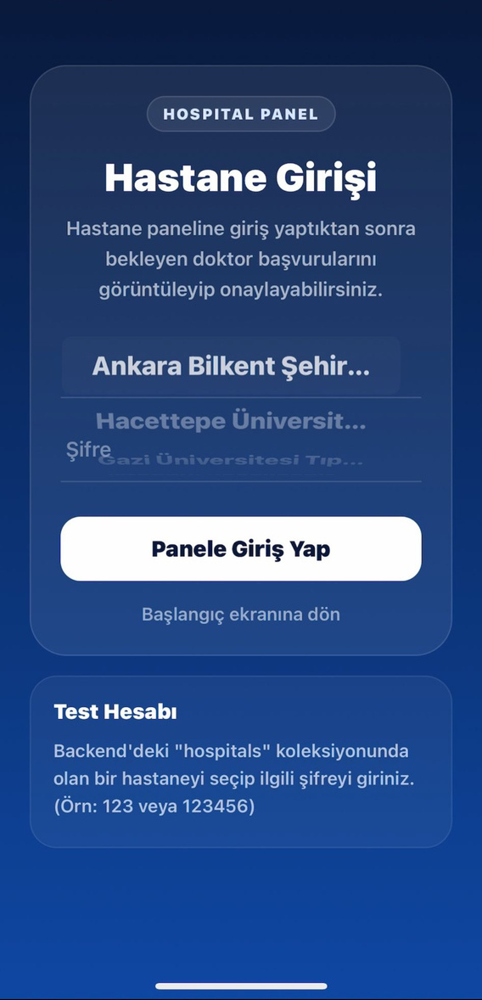 HOSPITAL PANEL
Hastane Girişi
Hastane paneline giriş yaptıktan sonra
bekleyen doktor başvurularını
görüntüleyip onaylayabilirsiniz.
Ankara Bilkent Şehir...
Hacettepe Üniversit...
Şifre
Gazi Üniversitesi Tıp...
Panele Giriş Yap
Başlangıç ekranına dön
Test Hesabı
Backend'deki "hospitals" koleksiyonunda
olan bir hastaneyi seçip ilgili şifreyi giriniz.
(Örn: 123 veya 123456)